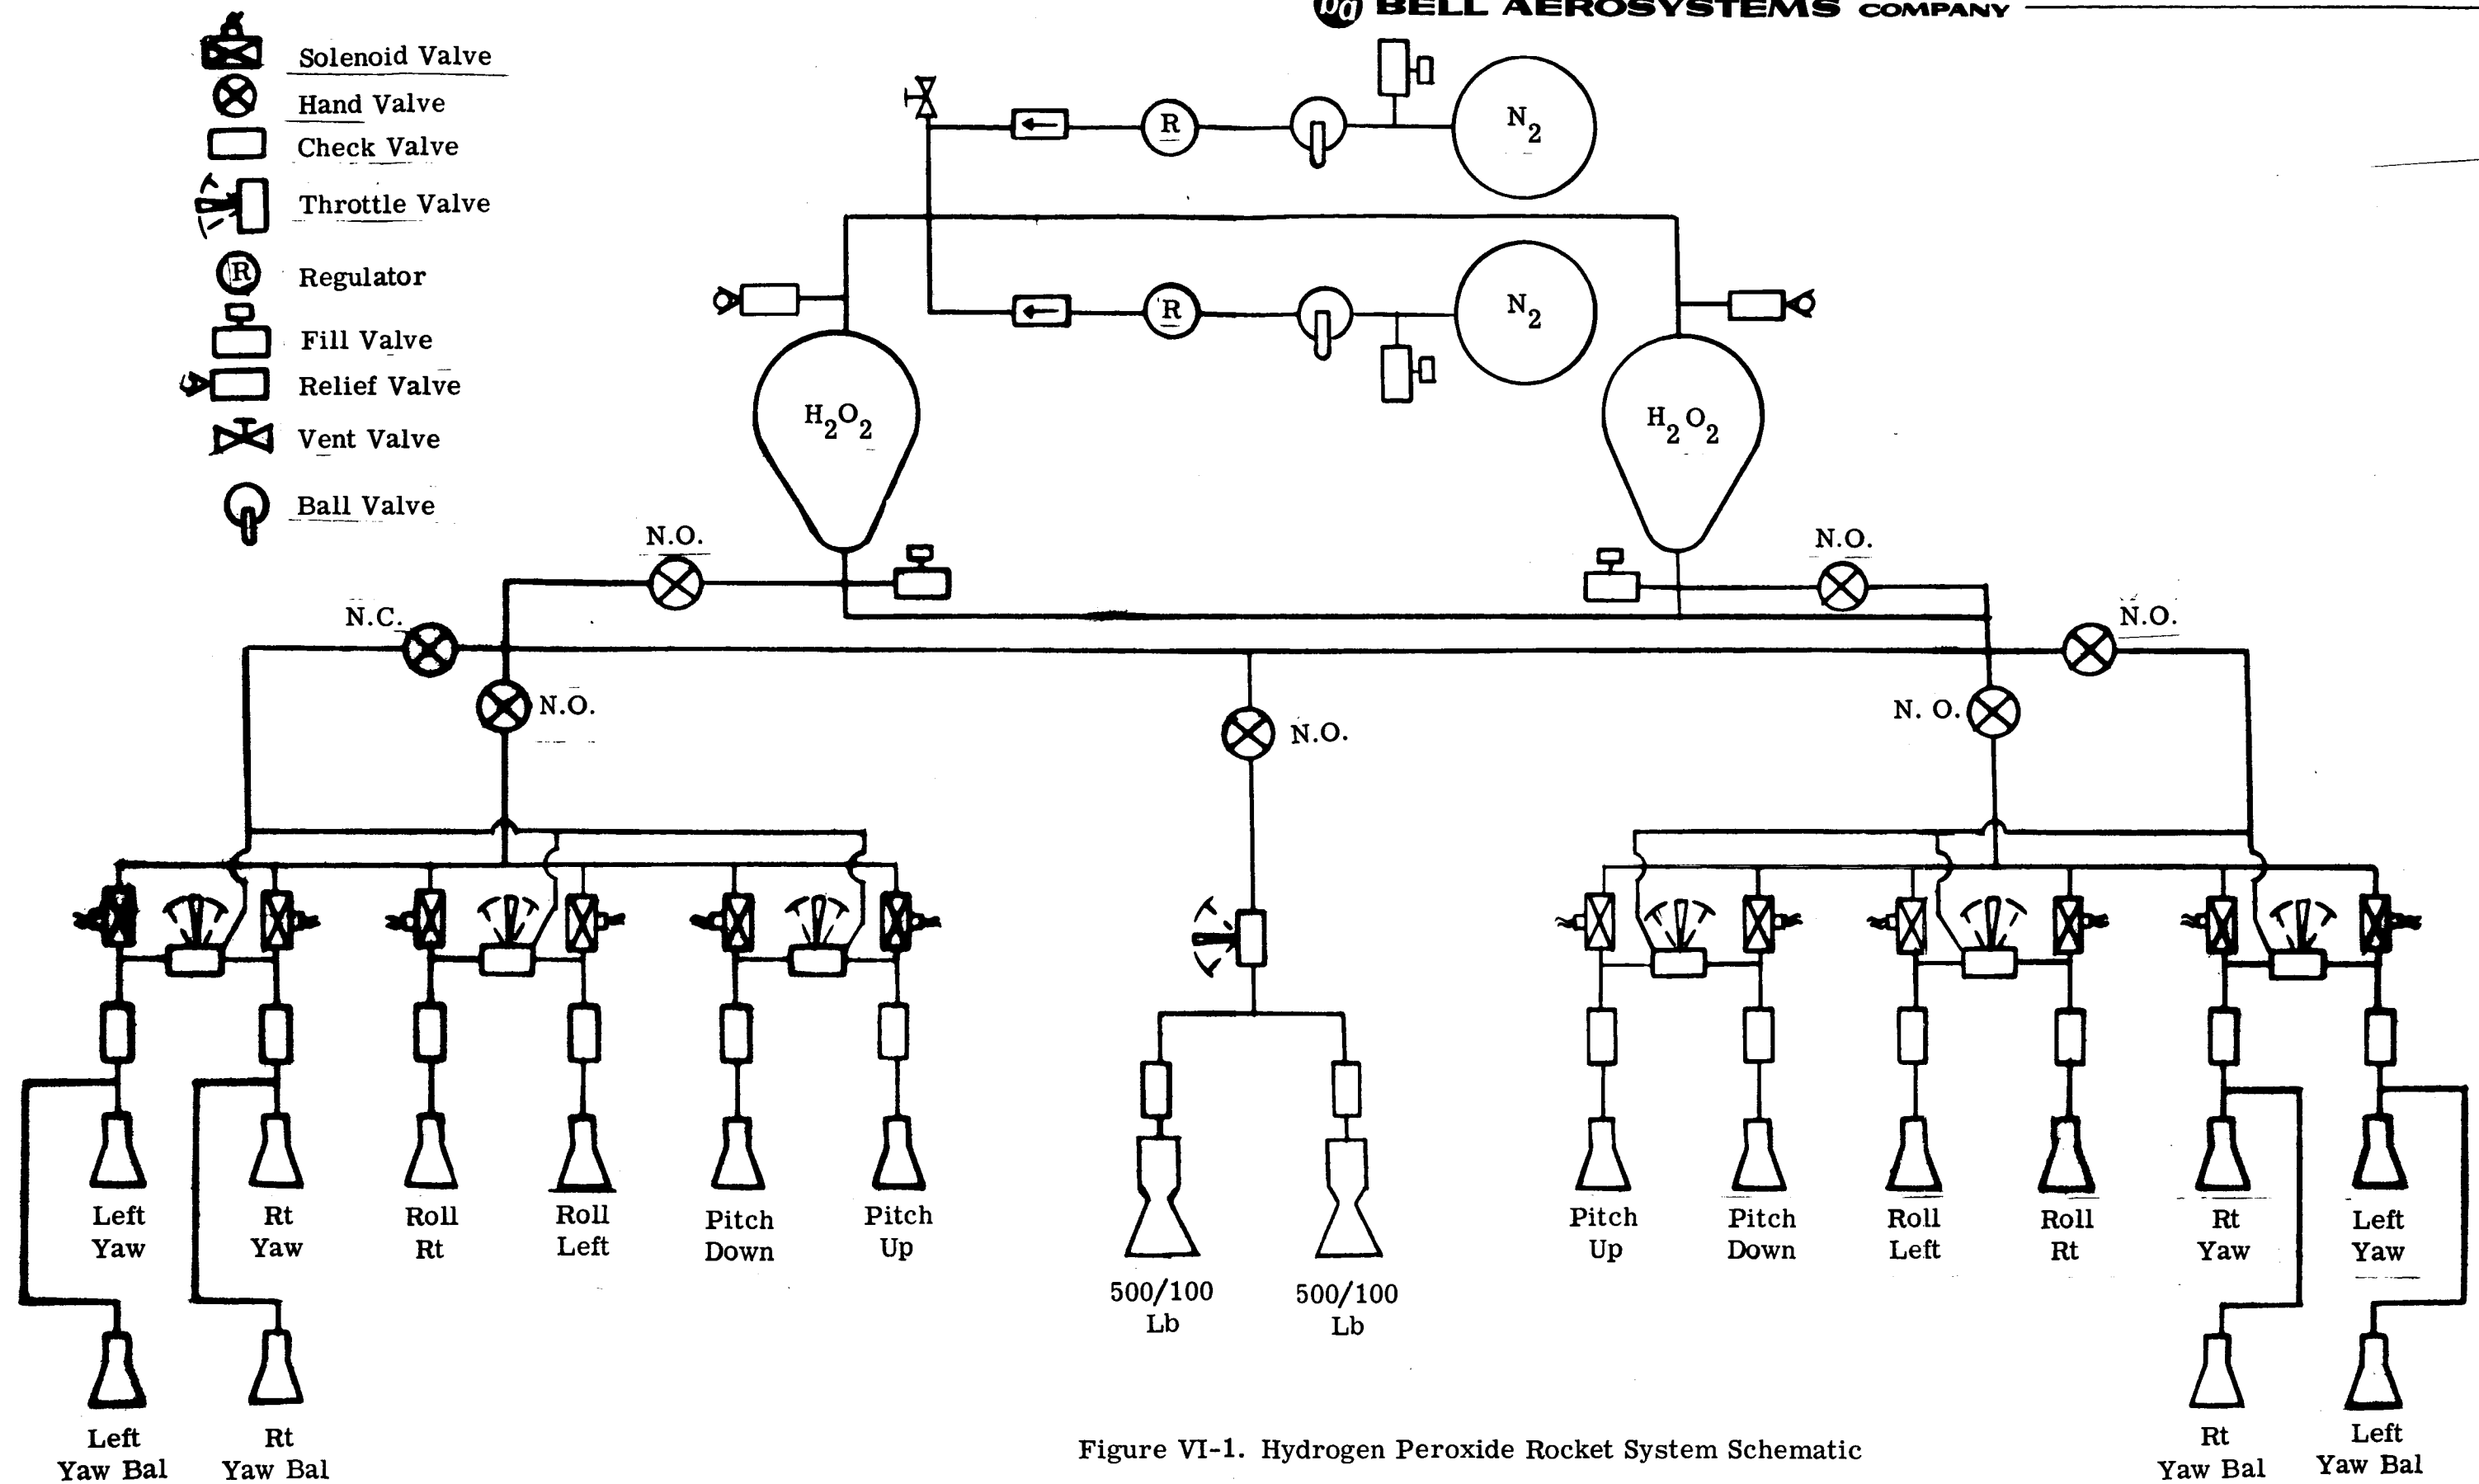 ba BELL AEROSYSTEMS COMPANY
Solenoid Valve
Hand Valve
Check Valve
Throttle Valve
R Regulator
Fill Valve
Relief Valve
Vent Valve
Ball Valve
R
N2
R
N2
H2O2
H2O2
N.O.
N.O.
N.C.
N.O.
N.O.
N.O.
N. O.
Left
Yaw
Rt
Yaw
Roll
Rt
Roll
Left
Pitch
Down
Pitch
Up
500/100
Lb
500/100
Lb
Pitch
Up
Pitch
Down
Roll
Left
Roll
Rt
Rt
Yaw
Left
Yaw
Left
Yaw Bal
Rt
Yaw Bal
Rt
Yaw Bal
Left
Yaw Bal
Figure VI-1. Hydrogen Peroxide Rocket System Schematic